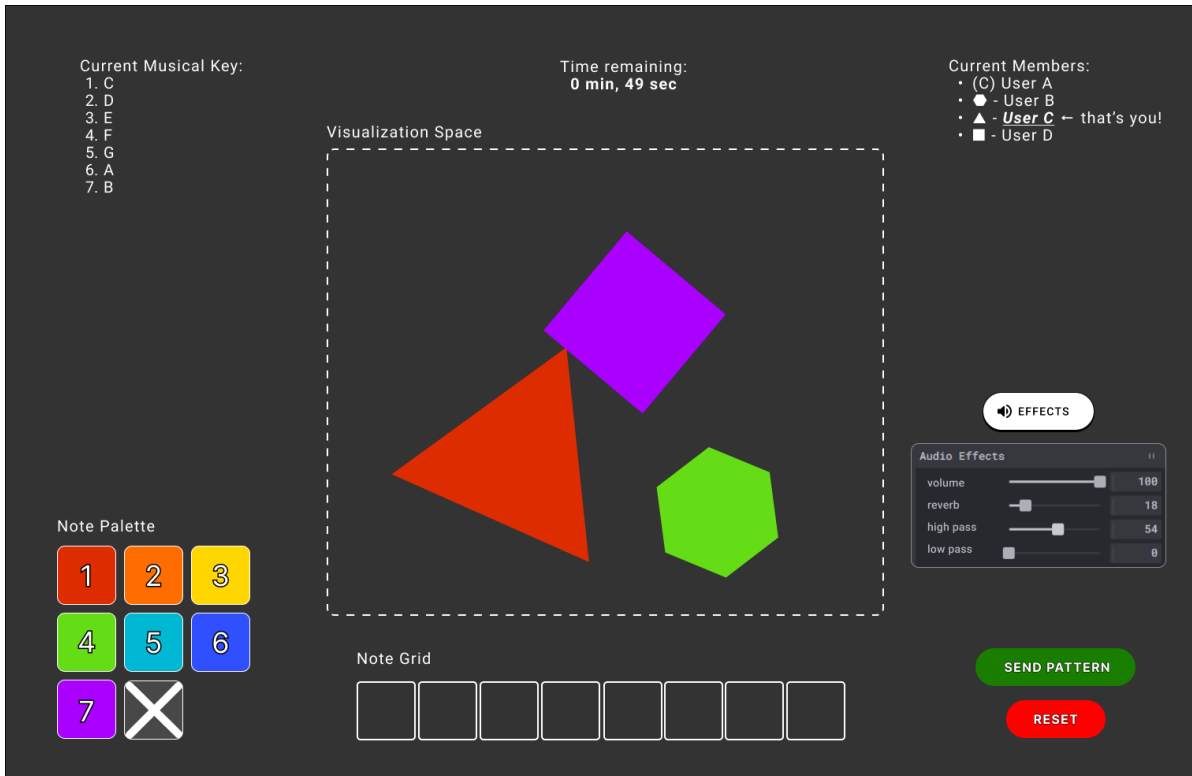 Current Musical Key:
1. C
2. D
3. E
4. F
5. G
6. A
7. B
Time remaining:
0 min, 49 sec
Current Members:
• (C) User A
• ⬢ - User B
• ▲ - User C ← that's you!
• ■ - User D
Visualization Space
EFFECTS
Audio Effects
volume 100
reverb 18
high pass 54
low pass 0
Note Palette
1 2 3
4 5 6
7
Note Grid
SEND PATTERN
RESET